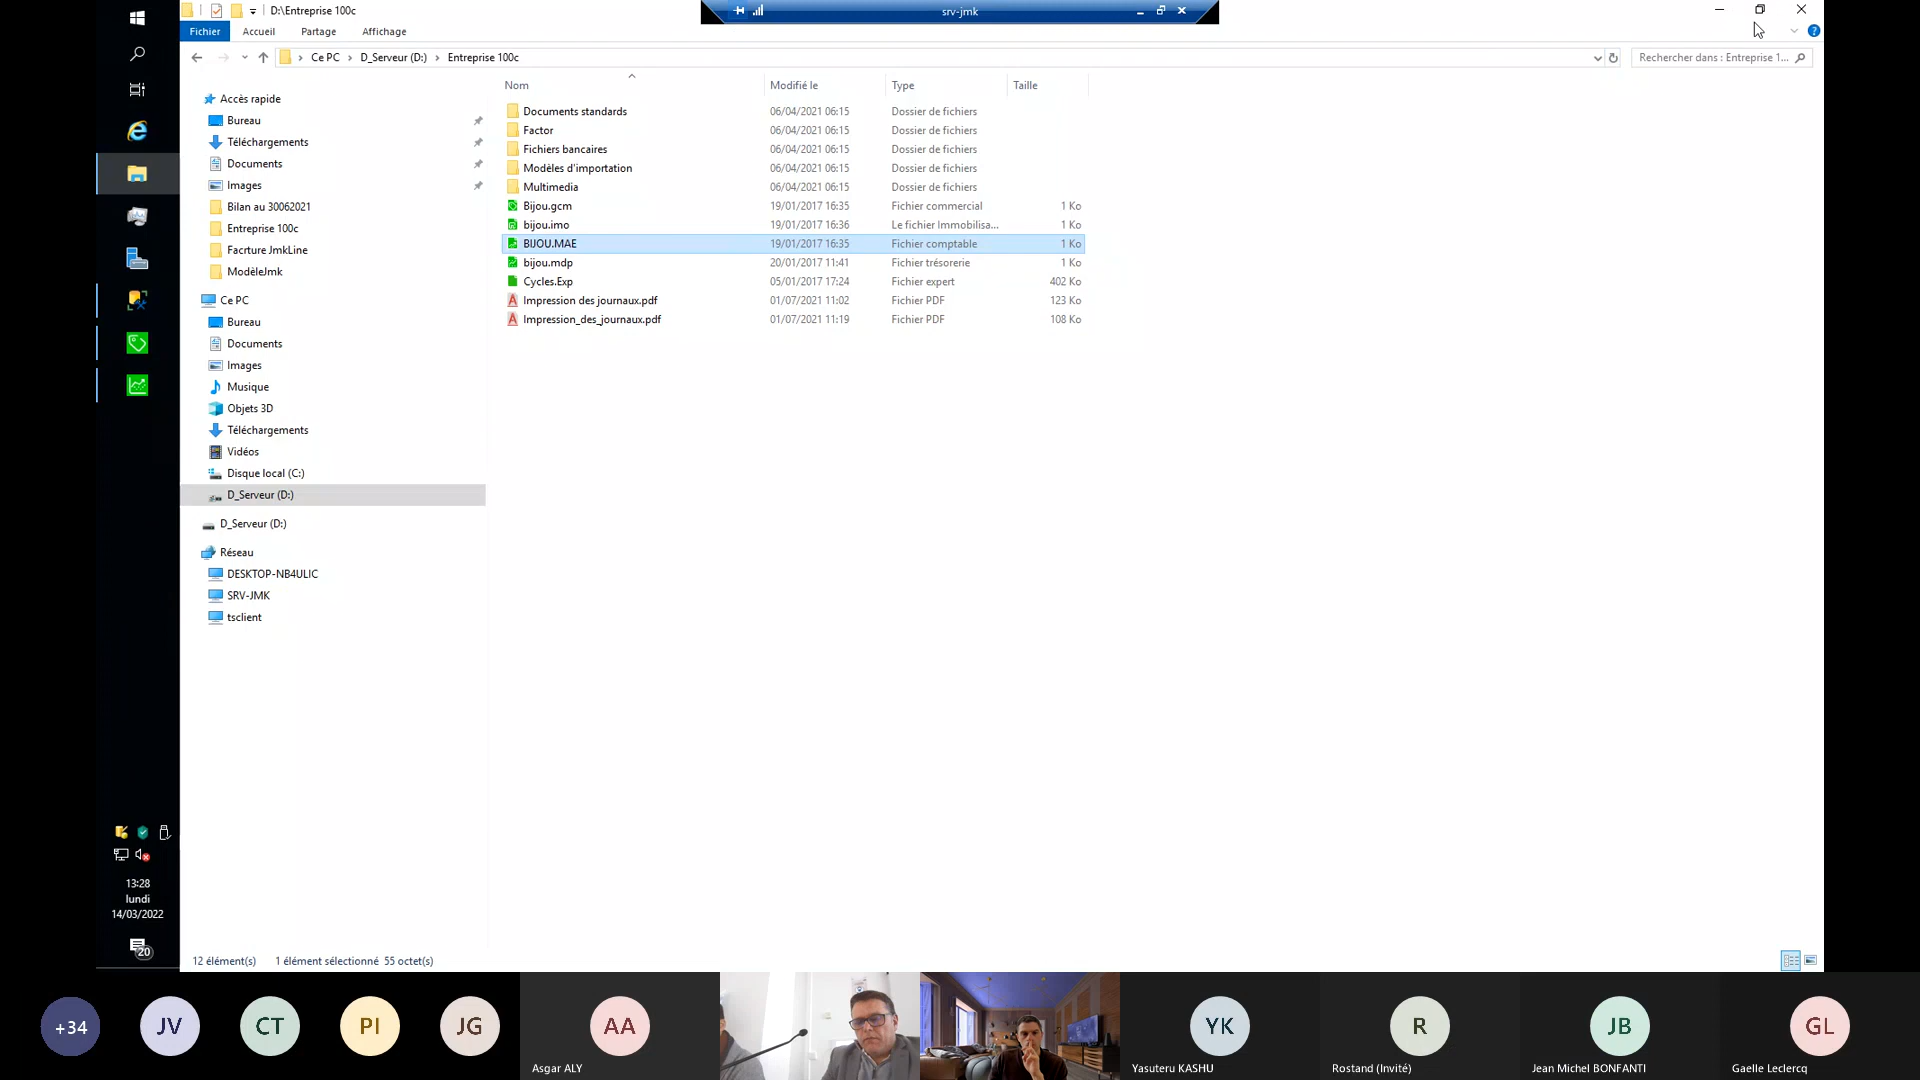 D:\Entreprise 100c
srv-jmk
Fichier Accueil Partage Affichage
Ce PC > D_Serveur (D:) > Entreprise 100c
Rechercher dans : Entreprise 1...
Nom Modifié le Type Taille
Documents standards 06/04/2021 06:15 Dossier de fichiers
Factor 06/04/2021 06:15 Dossier de fichiers
Fichiers bancaires 06/04/2021 06:15 Dossier de fichiers
Modèles d'importation 06/04/2021 06:15 Dossier de fichiers
Multimedia 06/04/2021 06:15 Dossier de fichiers
Bijou.gcm 19/01/2017 16:35 Fichier commercial 1 Ko
bijou.imo 19/01/2017 16:36 Le fichier Immobilisa... 1 Ko
BIJOU.MAE 19/01/2017 16:35 Fichier comptable 1 Ko
bijou.mdp 20/01/2017 11:41 Fichier trésorerie 1 Ko
Cycles.Exp 05/01/2017 17:24 Fichier expert 402 Ko
Impression des journaux.pdf 01/07/2021 11:02 Fichier PDF 123 Ko
Impression_des_journaux.pdf 01/07/2021 11:19 Fichier PDF 108 Ko
Accès rapide
Bureau
Téléchargements
Documents
Images
Bilan au 30062021
Entreprise 100c
Facrture JmkLine
ModèleJmk
Ce PC
Bureau
Documents
Images
Musique
Objets 3D
Téléchargements
Vidéos
Disque local (C:)
D_Serveur (D:)
D_Serveur (D:)
Réseau
DESKTOP-NB4ULIC
SRV-JMK
tsclient
13:28
lundi
14/03/2022
20
12 élément(s) 1 élément sélectionné 55 octet(s)
+34
JV
CT
PI
JG
AA
Asgar ALY
YK
Yasuteru KASHU
R
Rostand (Invité)
JB
Jean Michel BONFANTI
GL
Gaelle Leclercq